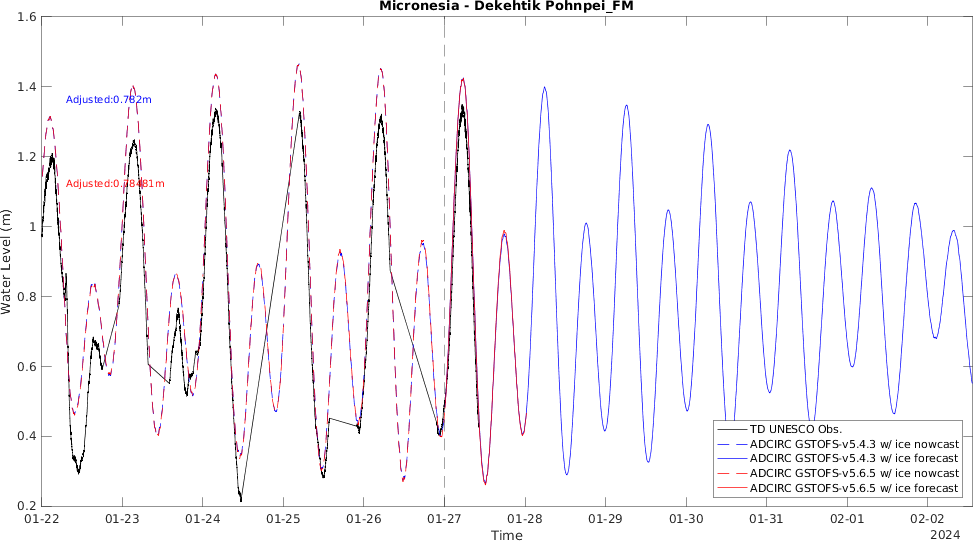 Micronesia - Dekehtik Pohnpei_FM
Water Level (m)
1.6
1.4
1.2
1
0.8
0.6
0.4
0.2
Adjusted:0.782m
Adjusted:0.78481m
TD UNESCO Obs.
ADCIRC GSTOFS-v5.4.3 w/ ice nowcast
ADCIRC GSTOFS-v5.4.3 w/ ice forecast
ADCIRC GSTOFS-v5.6.5 w/ ice nowcast
ADCIRC GSTOFS-v5.6.5 w/ ice forecast
01-22 01-23 01-24 01-25 01-26 01-27 01-28 01-29 01-30 01-31 02-01 02-02
Time
2024